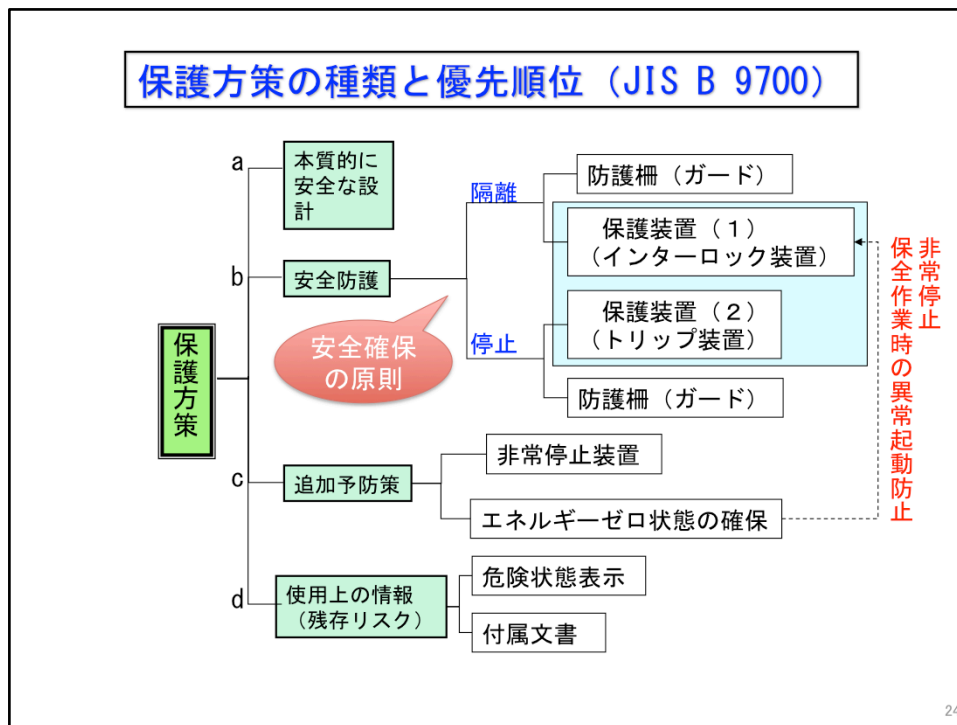 保護方策の種類と優先順位（JIS B 9700）
a
本質的に
安全な設
計
隔離
防護柵（ガード）
保護装置（１）
（インターロック装置）
b
安全防護
安全確保
の原則
停止
保護装置（２）
（トリップ装置）
防護柵（ガード）
非常停止
保全作業時の異常起動防止
保護方策
c
追加予防策
非常停止装置
エネルギーゼロ状態の確保
d
使用上の情報
（残存リスク）
危険状態表示
付属文書
24